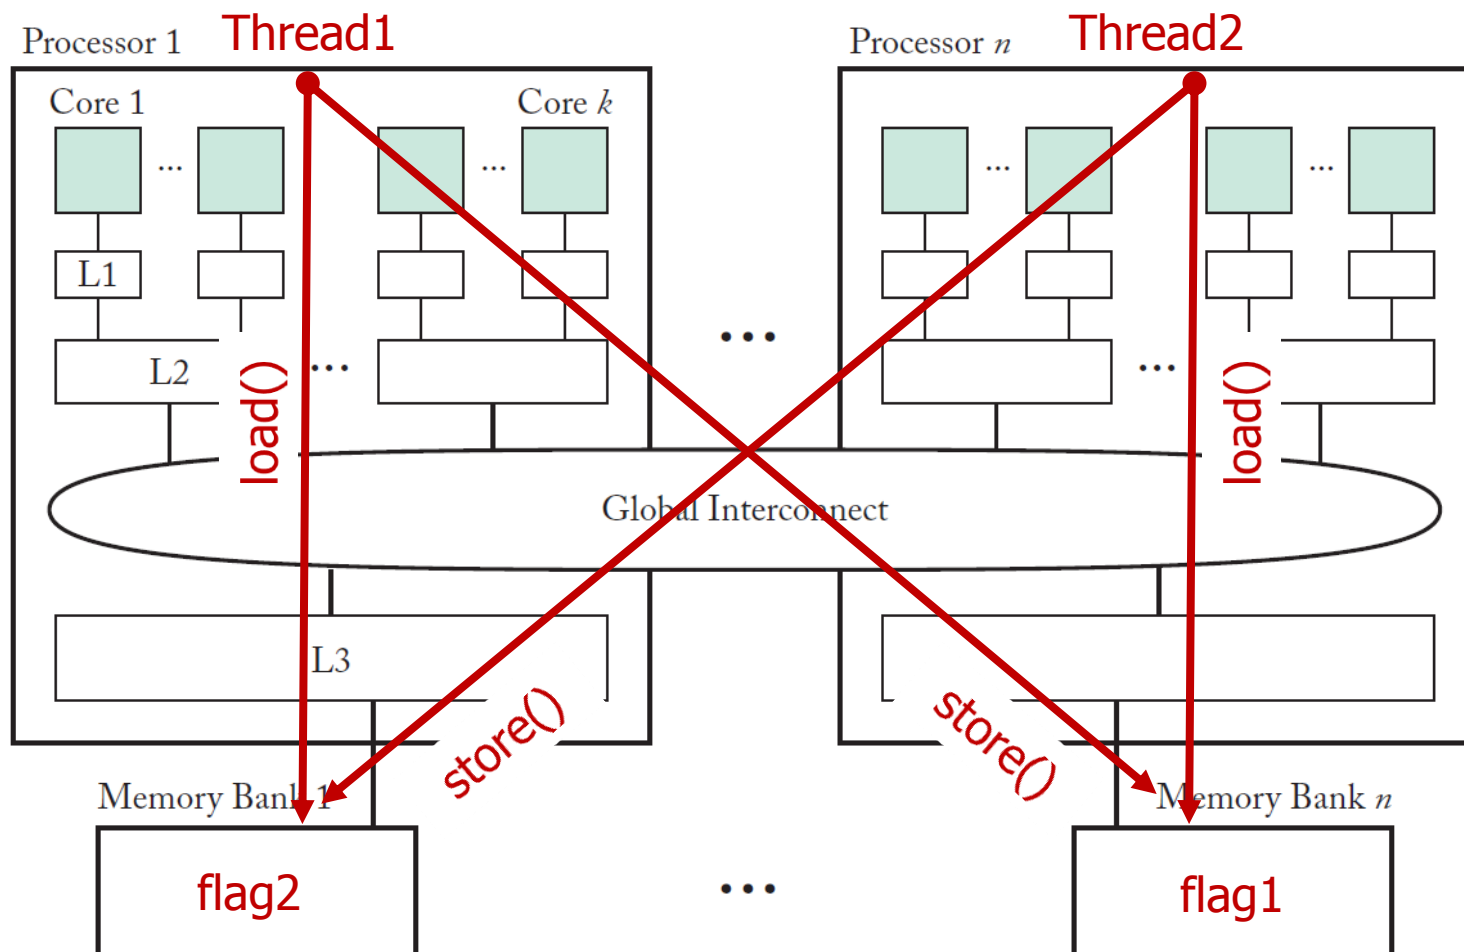 Processor 1
Thread1
Processor n
Thread2
Core 1
Core k
...
...
...
...
L1
...
L2
...
...
load()
load()
Global Interconnect
L3
store()
store()
Memory Bank 1
Memory Bank n
flag2
...
flag1